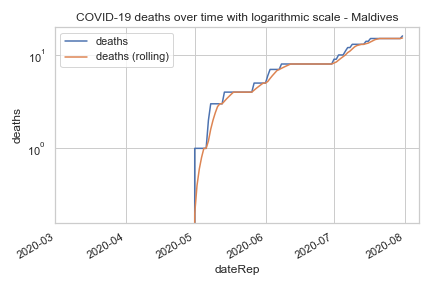 COVID-19 deaths over time with logarithmic scale - Maldives
deaths
deaths (rolling)
10¹
10⁰
deaths
2020-03
2020-04
2020-05
2020-06
2020-07
2020-08
dateRep